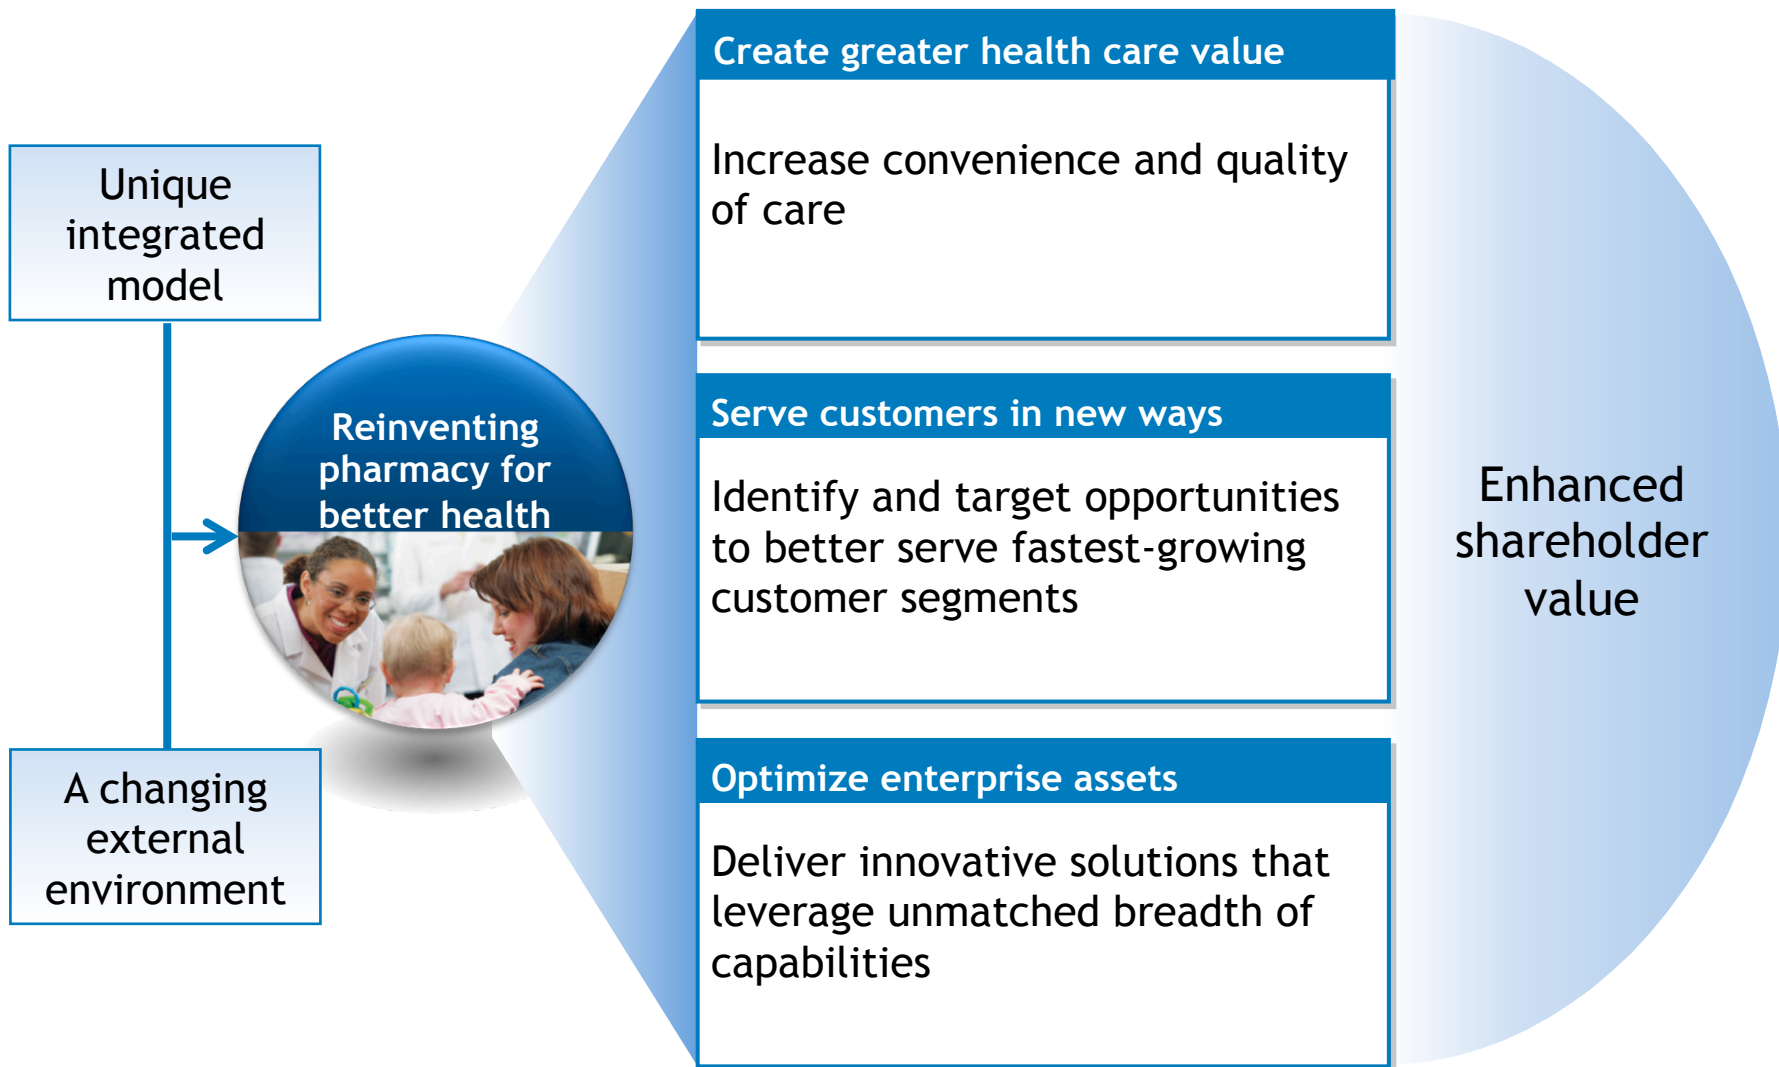 Unique
integrated
model
A changing
external
environment
Reinventing
pharmacy for
better health
Create greater health care value
Increase convenience and quality
of care
Serve customers in new ways
Identify and target opportunities
to better serve fastest-growing
customer segments
Optimize enterprise assets
Deliver innovative solutions that
leverage unmatched breadth of
capabilities
Enhanced
shareholder
value